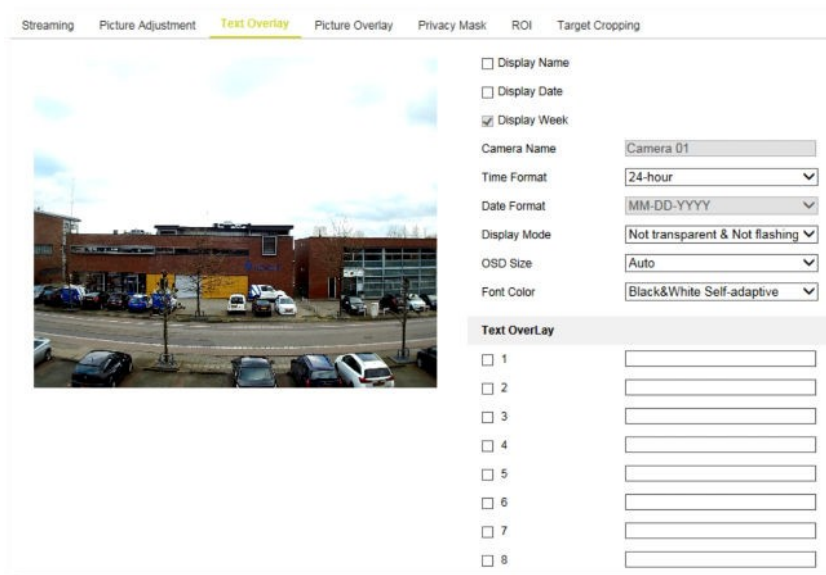 Streaming Picture Adjustment Text Overlay Picture Overlay Privacy Mask ROI Target Cropping
Display Name
Display Date
Display Week
Camera Name Camera 01
Time Format 24-hour
Date Format MM-DD-YYYY
Display Mode Not transparent & Not flashing
OSD Size Auto
Font Color Black&White Self-adaptive
Text OverLay
1
2
3
4
5
6
7
8